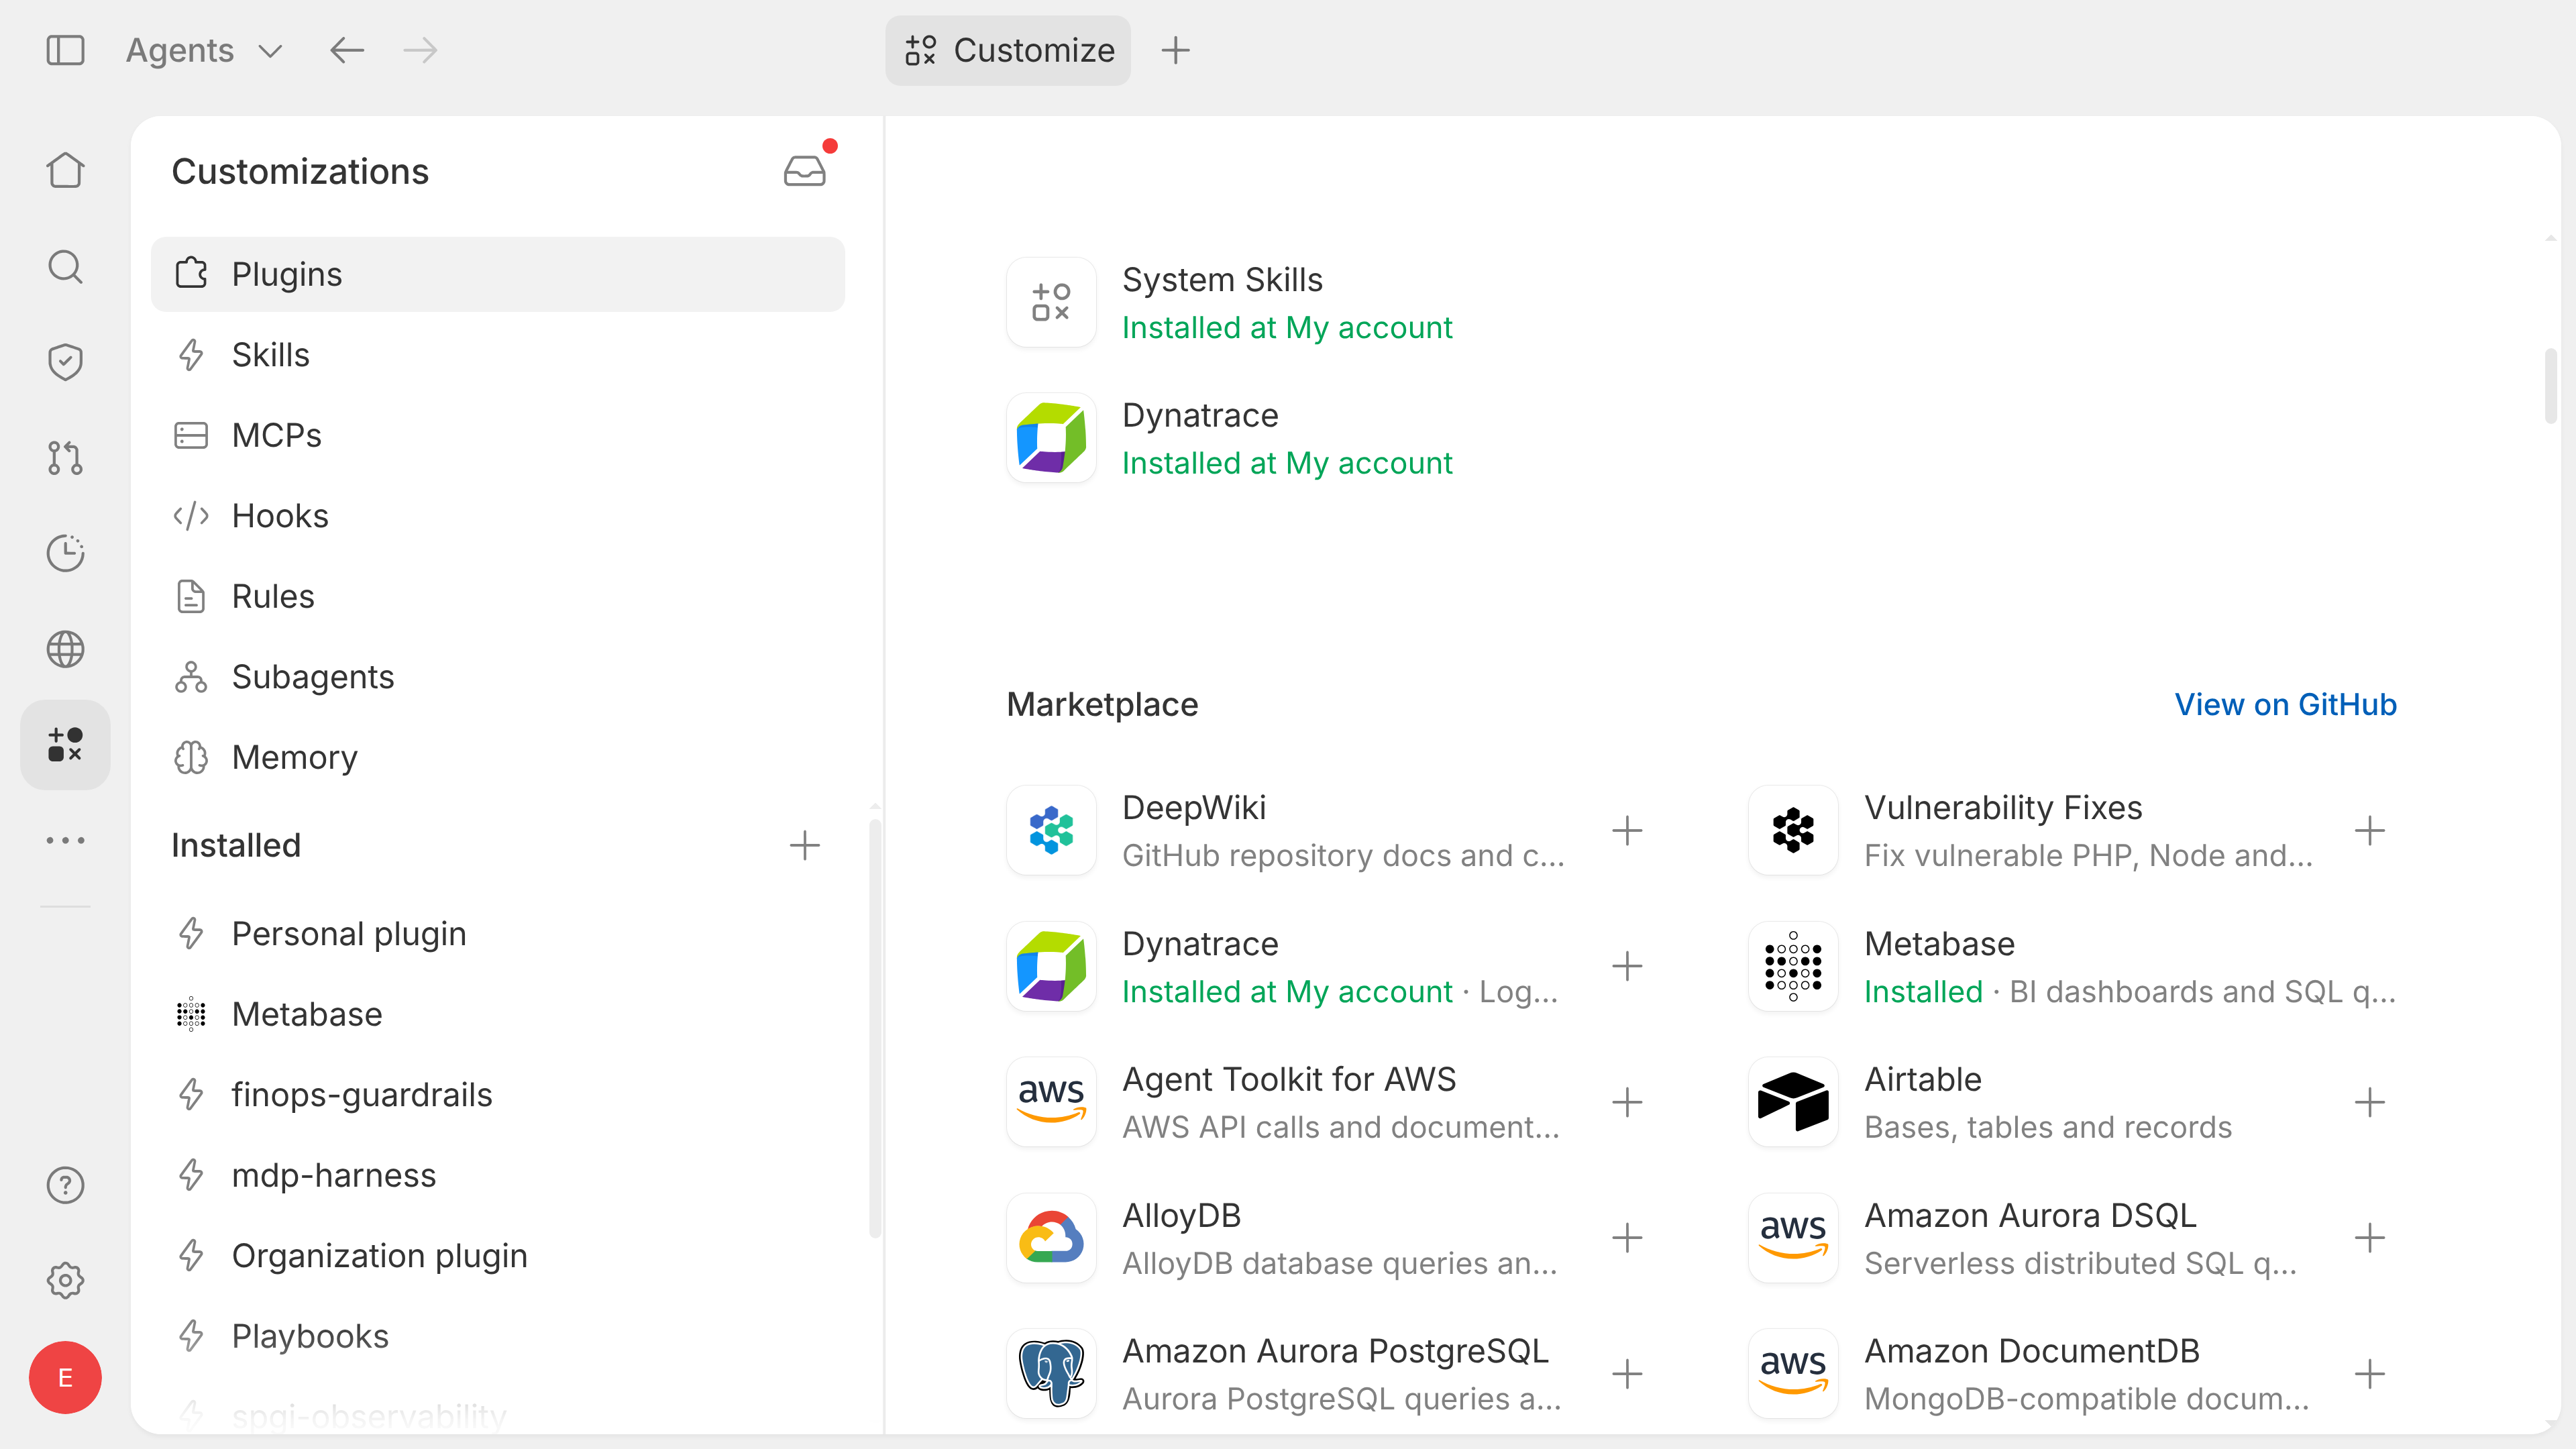 Agents
Customize
Customizations
Plugins
Skills
MCPs
Hooks
Rules
Subagents
Memory
Installed
Personal plugin
Metabase
finops-guardrails
mdp-harness
Organization plugin
Playbooks
spgi-observability
E
System Skills
Installed at My account
Dynatrace
Installed at My account
Marketplace
View on GitHub
DeepWiki
GitHub repository docs and c...
Vulnerability Fixes
Fix vulnerable PHP, Node and...
Dynatrace
Installed at My account · Log...
Metabase
Installed · BI dashboards and SQL q...
aws
Agent Toolkit for AWS
AWS API calls and document...
Airtable
Bases, tables and records
AlloyDB
AlloyDB database queries an...
aws
Amazon Aurora DSQL
Serverless distributed SQL q...
Amazon Aurora PostgreSQL
Aurora PostgreSQL queries a...
aws
Amazon DocumentDB
MongoDB-compatible docum...